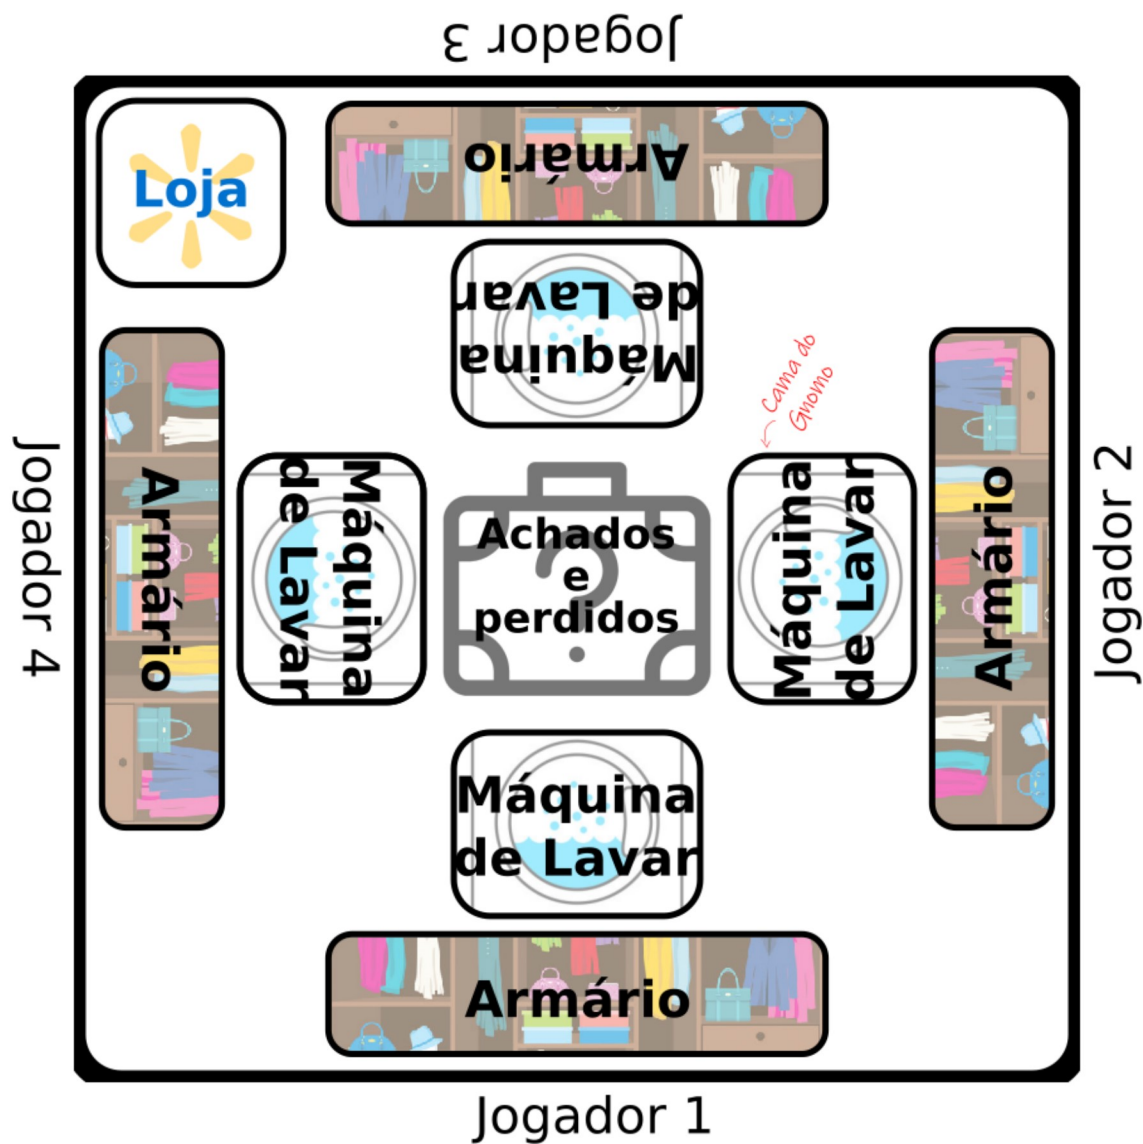 Jogador 3
Loja
Armário
Máquina
de Lavar
Cama do
Gnomo
Jogador 4
Armário
Máquina
de Lavar
Achados
e
perdidos
Máquina
de Lavar
Armário
Jogador 2
Máquina
de Lavar
Armário
Jogador 1